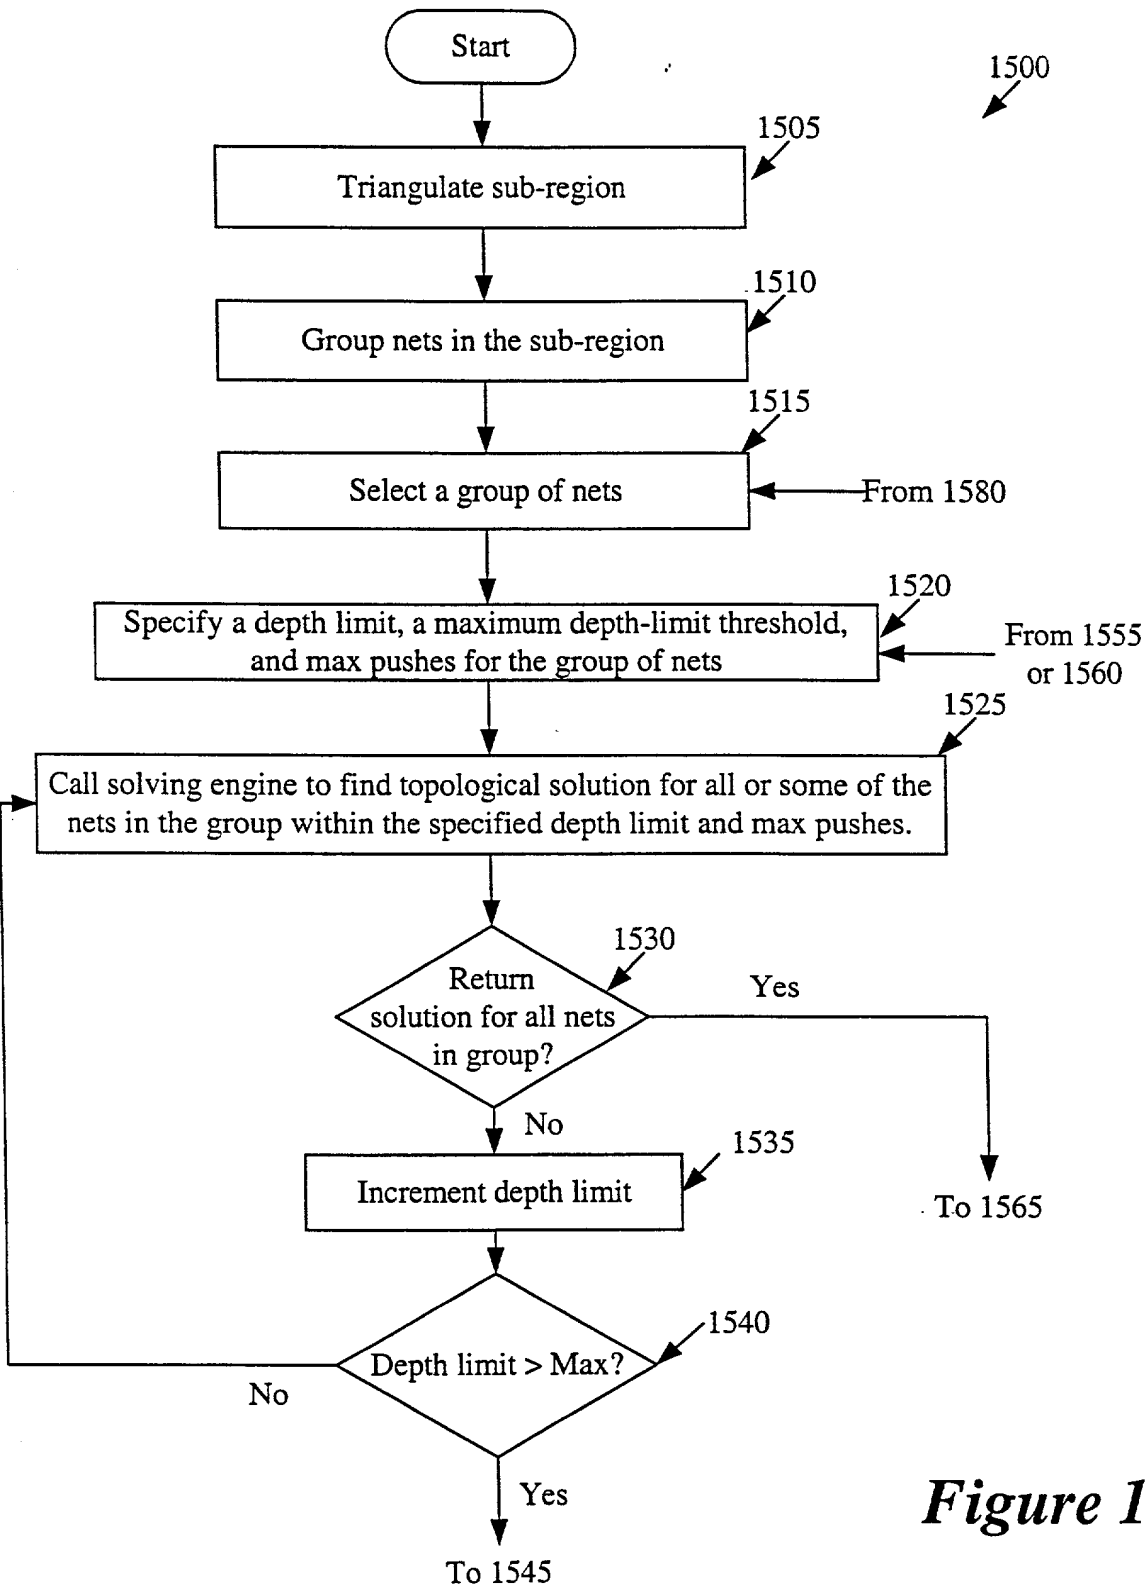 Start
1500
1505
Triangulate sub-region
1510
Group nets in the sub-region
1515
Select a group of nets
From 1580
1520
Specify a depth limit, a maximum depth-limit threshold,
and max pushes for the group of nets
From 1555
or 1560
1525
Call solving engine to find topological solution for all or some of the
nets in the group within the specified depth limit and max pushes.
1530
Return
solution for all nets
in group?
Yes
No
1535
Increment depth limit
To 1565
1540
Depth limit > Max?
No
Yes
Figure 1
To 1545